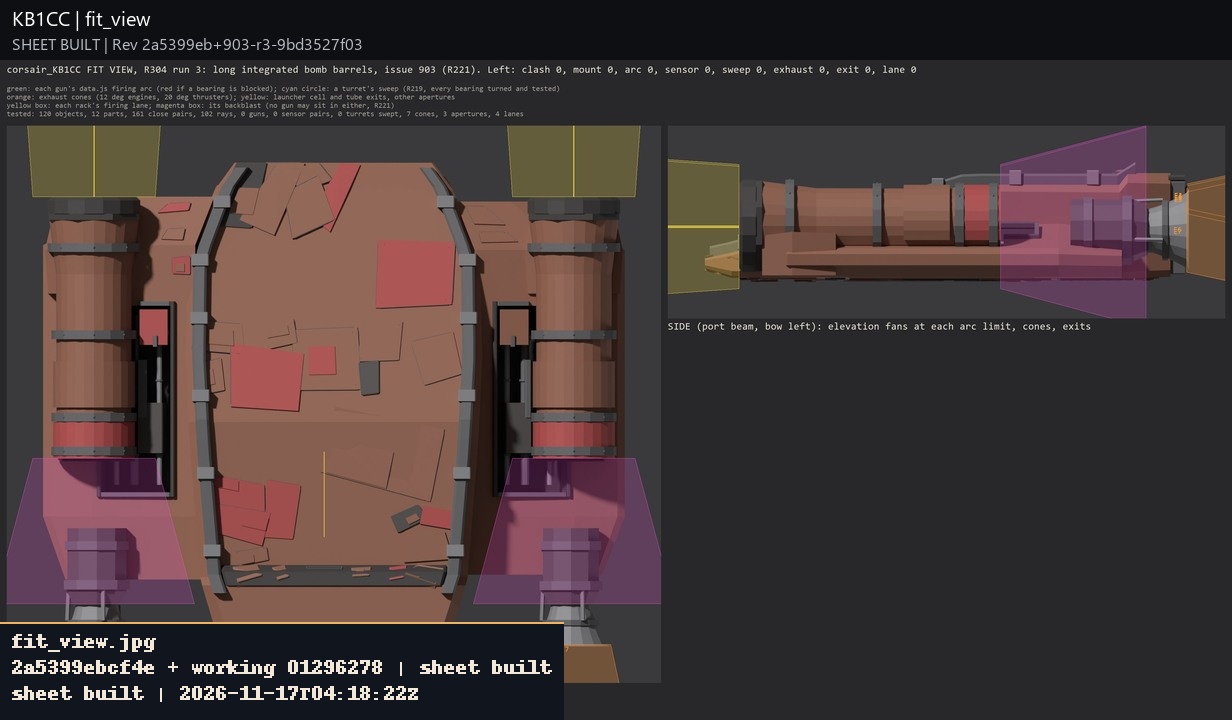 KB1CC | fit_view
SHEET BUILT | Rev 2a5399eb+903-r3-9bd3527f03
corsair_KB1CC FIT VIEW, R304 run 3: long integrated bomb barrels, issue 903 (R221). Left: clash 0, mount 0, arc 0, sensor 0, sweep 0, exhaust 0, exit 0, lane 0
green: each gun's data.js firing arc (red if a bearing is blocked); cyan circle: a turret's sweep (R219, every bearing turned and tested)
orange: exhaust cones (12 deg engines, 20 deg thrusters); yellow: launcher cell and tube exits, other apertures
yellow box: each rack's firing lane; magenta box: its backblast (no gun may sit in either, R221)
tested: 120 objects, 12 parts, 161 close pairs, 102 rays, 0 guns, 0 sensor pairs, 0 turrets swept, 7 cones, 3 apertures, 4 lanes
E9
SIDE (port beam, bow left): elevation fans at each arc limit, cones, exits
fit_view.jpg
2a5399ebcf4e + working 01296278 | sheet built
sheet built | 2026-11-17T04:18:22Z